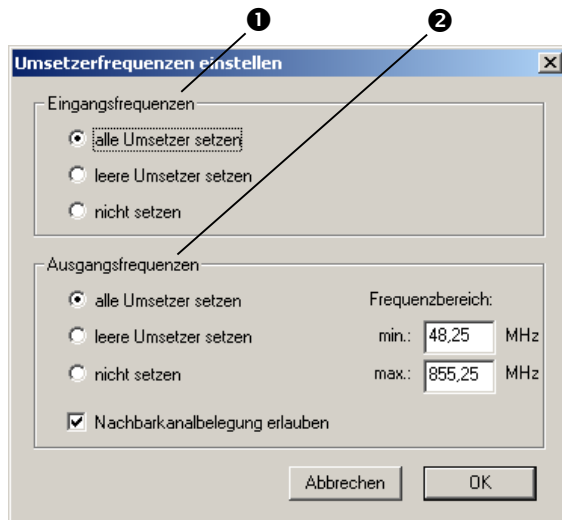 ❶ ❷
Umsetzerfrequenzen einstellen
Eingangsfrequenzen
alle Umsetzer setzen
leere Umsetzer setzen
nicht setzen
Ausgangsfrequenzen
alle Umsetzer setzen Frequenzbereich:
leere Umsetzer setzen min.: 48,25 MHz
nicht setzen max.: 855,25 MHz
Nachbarkanalbelegung erlauben
Abbrechen OK